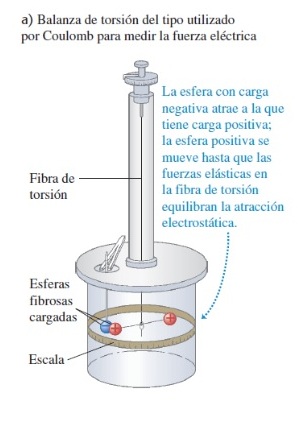 a) Balanza de torsión del tipo utilizado
por Coulomb para medir la fuerza eléctrica
La esfera con carga
negativa atrae a la que
tiene carga positiva;
la esfera positiva se
mueve hasta que las
fuerzas elásticas en
la fibra de torsión
equilibran la atracción
electrostática.
Fibra de
torsión
Esferas
fibrosas
cargadas
Escala